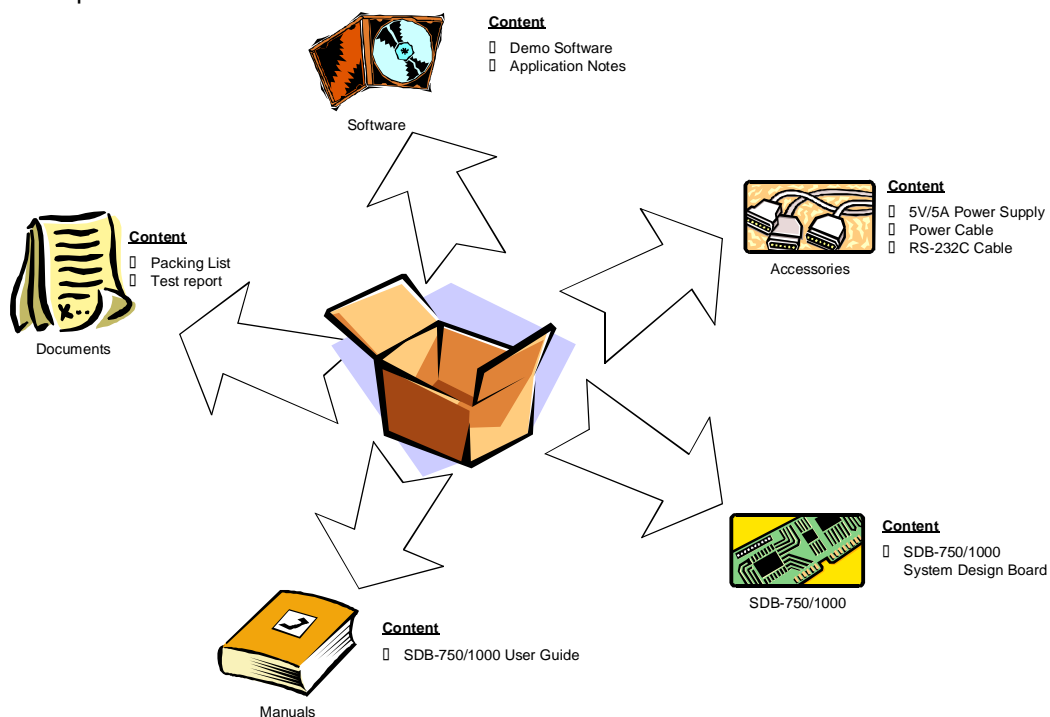 Content
Demo Software
Application Notes
Software
Content
5V/5A Power Supply
Power Cable
RS-232C Cable
Accessories
Content
Packing List
Test report
Documents
Content
SDB-750/1000
System Design Board
SDB-750/1000
Content
SDB-750/1000 User Guide
Manuals